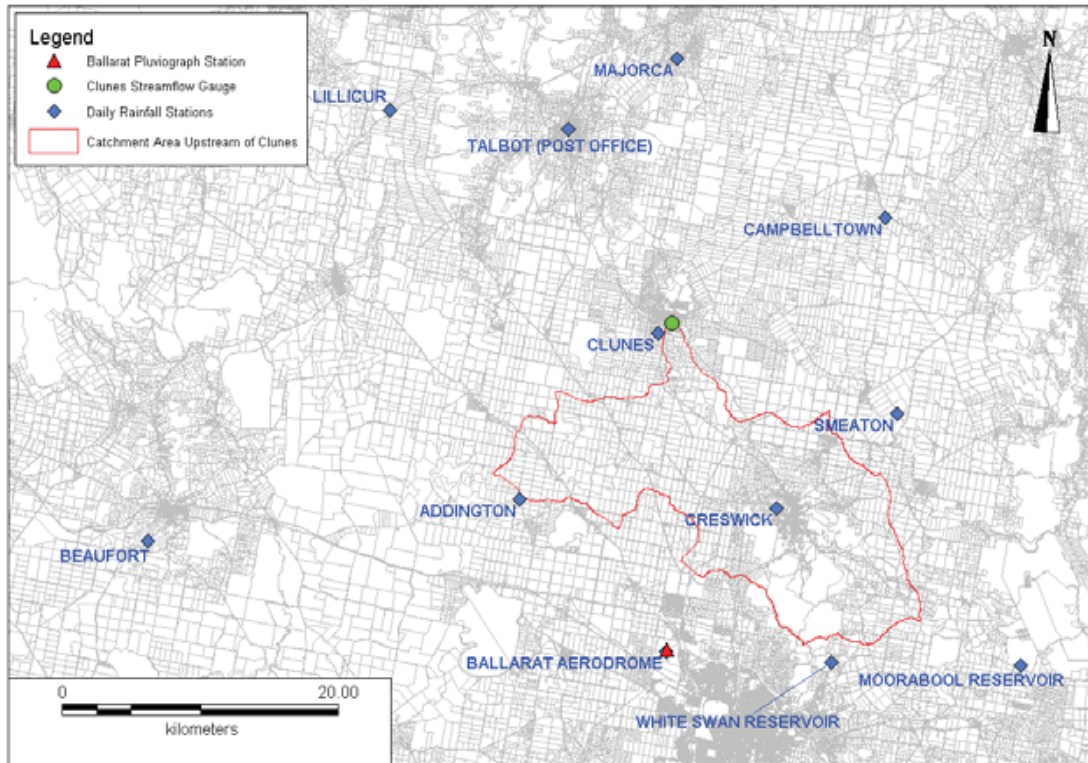 Legend
Ballarat Pluviograph Station
Clunes Streamflow Gauge
Daily Rainfall Stations
Catchment Area Upstream of Clunes
N
MAJORCA
LILLICUR
TALBOT (POST OFFICE)
CAMPBELLTOWN
CLUNES
SMEATON
ADDINGTON
CRESWICK
BEAUFORT
BALLARAT AERODROME
MOORABOOL RESERVOIR
WHITE SWAN RESERVOIR
0 20.00
kilometers